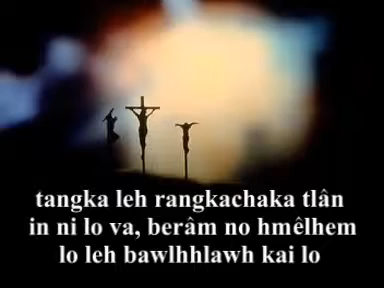 tangka leh rangkachaka tlân
in ni lo va, berâm no hmêlhem
lo leh bawlhhlawh kai lo